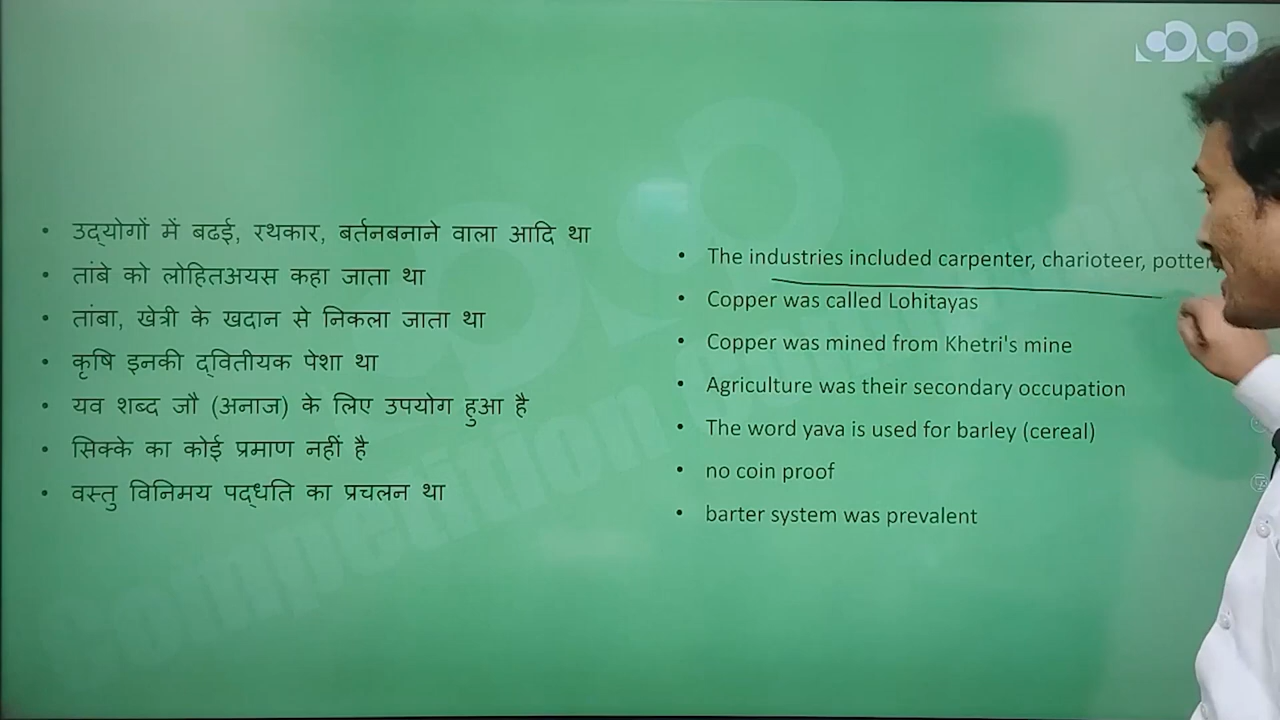 • उद्योगों में बढई, रथकार, बर्तनबनाने वाला आदि था
• तांबे को लोहितअयस कहा जाता था
• तांबा, खेत्री के खदान से निकला जाता था
• कृषि इनकी द्वितीयक पेशा था
• यव शब्द जौ (अनाज) के लिए उपयोग हुआ है
• सिक्के का कोई प्रमाण नहीं है
• वस्तु विनिमय पद्धति का प्रचलन था
• The industries included carpenter, charioteer, potter,
• Copper was called Lohitayas
• Copper was mined from Khetri's mine
• Agriculture was their secondary occupation
• The word yava is used for barley (cereal)
• no coin proof
• barter system was prevalent
Competition Com